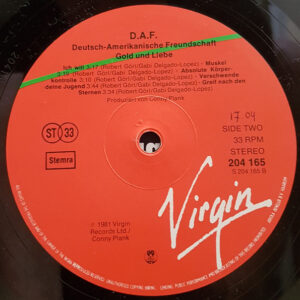 D.A.F.
Deutsch-Amerikanische Freundschaft
Gold und Liebe
Ich will 3:17 (Robert Görl/Gabi Delgado-Lopez) - Muskel
3:10 (Robert Görl/Gabi Delgado-Lopez) - Absolute Körper-
kontrolle 3:10 (Robert Görl/Gabi Delgado-Lopez) - Verschwende
deine Jugend 3:44 (Robert Görl/Gabi Delgado-Lopez) - Greif nach den
Sternen 3:34 (Robert Görl/Gabi Delgado-Lopez)
Produziert von Conny Plank
ST 33
Stemra
17.04
SIDE TWO
33 RPM
STEREO
204 165
S 204 165 B
℗ 1981 Virgin
Records Ltd./
Conny Plank
Virgin